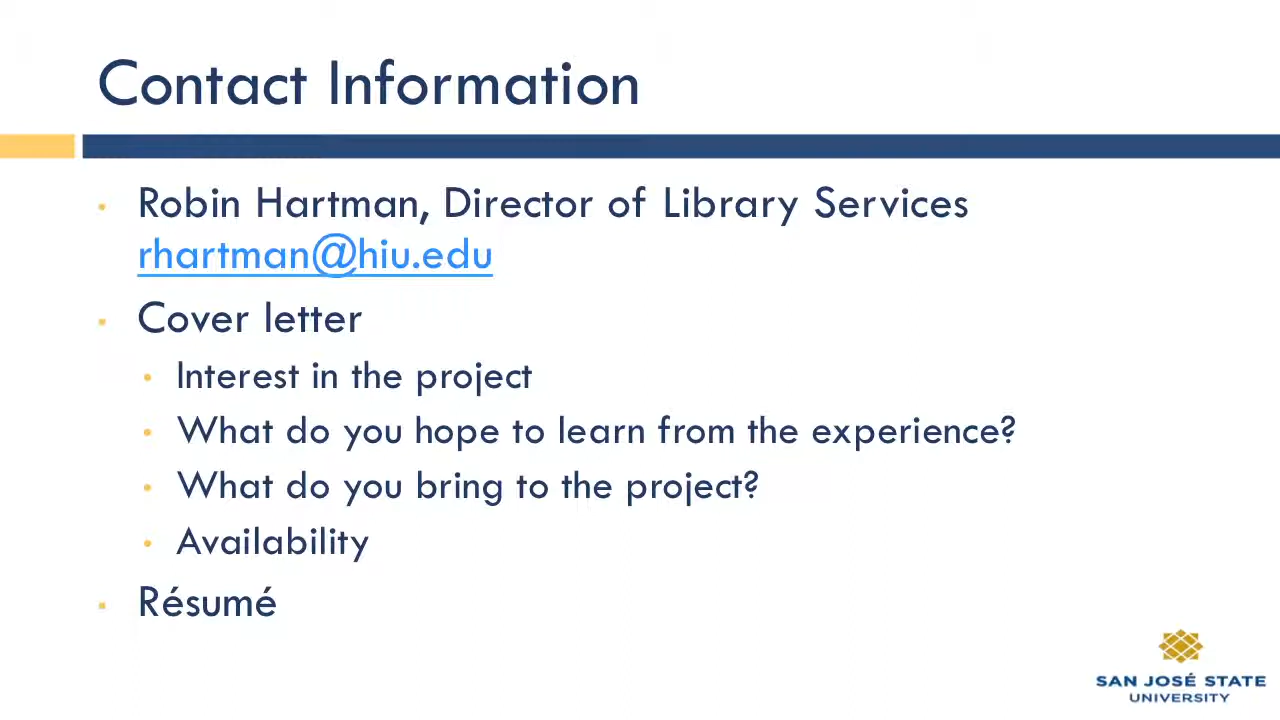 Contact Information
Robin Hartman, Director of Library Services
rhartman@hiu.edu
Cover letter
Interest in the project
What do you hope to learn from the experience?
What do you bring to the project?
Availability
Résumé
SAN JOSÉ STATE
UNIVERSITY